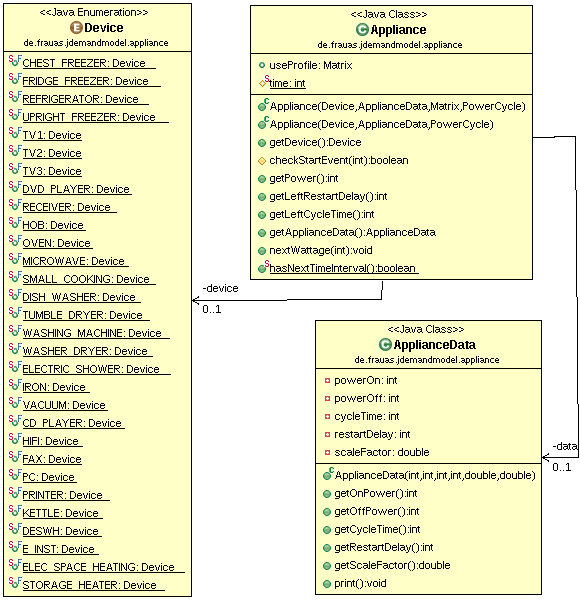 <<Java Enumeration>>
E Device
de.frauas.jdemandmodel.appliance
CHEST_FREEZER: Device
FRIDGE_FREEZER: Device
REFRIGERATOR: Device
UPRIGHT_FREEZER: Device
TV1: Device
TV2: Device
TV3: Device
DVD_PLAYER: Device
RECEIVER: Device
HOB: Device
OVEN: Device
MICROWAVE: Device
SMALL_COOKING: Device
DISH_WASHER: Device
TUMBLE_DRYER: Device
WASHING_MACHINE: Device
WASHER_DRYER: Device
ELECTRIC_SHOWER: Device
IRON: Device
VACUUM: Device
CD_PLAYER: Device
HIFI: Device
FAX: Device
PC: Device
PRINTER: Device
KETTLE: Device
DESWH: Device
E_INST: Device
ELEC_SPACE_HEATING: Device
STORAGE_HEATER: Device
<<Java Class>>
C Appliance
de.frauas.jdemandmodel.appliance
useProfile: Matrix
time: int
Appliance(Device,ApplianceData,Matrix,PowerCycle)
Appliance(Device,ApplianceData,PowerCycle)
getDevice():Device
checkStartEvent(int):boolean
getPower():int
getLeftRestartDelay():int
getLeftCycleTime():int
getApplianceData():ApplianceData
nextWattage(int):void
hasNextTimeInterval():boolean
-device
0..1
<<Java Class>>
C ApplianceData
de.frauas.jdemandmodel.appliance
powerOn: int
powerOff: int
cycleTime: int
restartDelay: int
scaleFactor: double
ApplianceData(int,int,int,int,double,double)
getOnPower():int
getOffPower():int
getCycleTime():int
getRestartDelay():int
getScaleFactor():double
print():void
-data
0..1